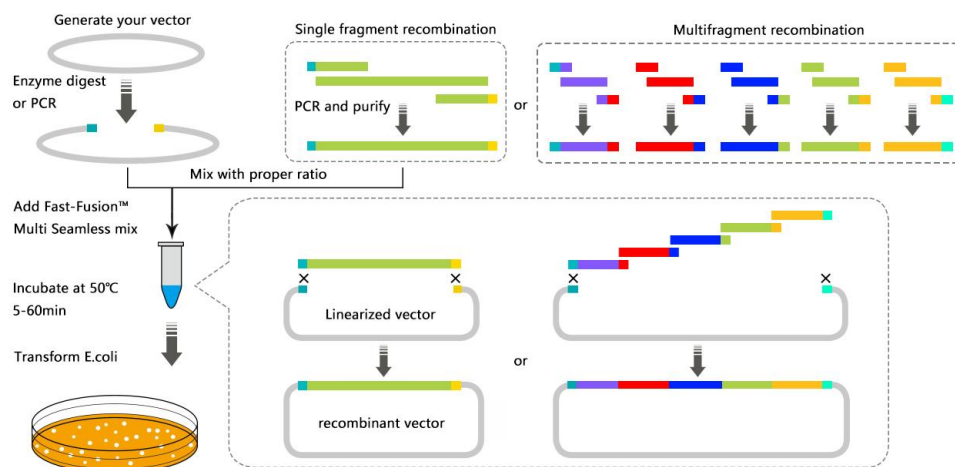 Generate your vector
Enzyme digest
or PCR
Single fragment recombination
PCR and purify
or
Multifragment recombination
Mix with proper ratio
Add Fast-Fusion™
Multi Seamless mix
Incubate at 50℃
5-60min
Transform E.coli
Linearized vector
or
recombinant vector